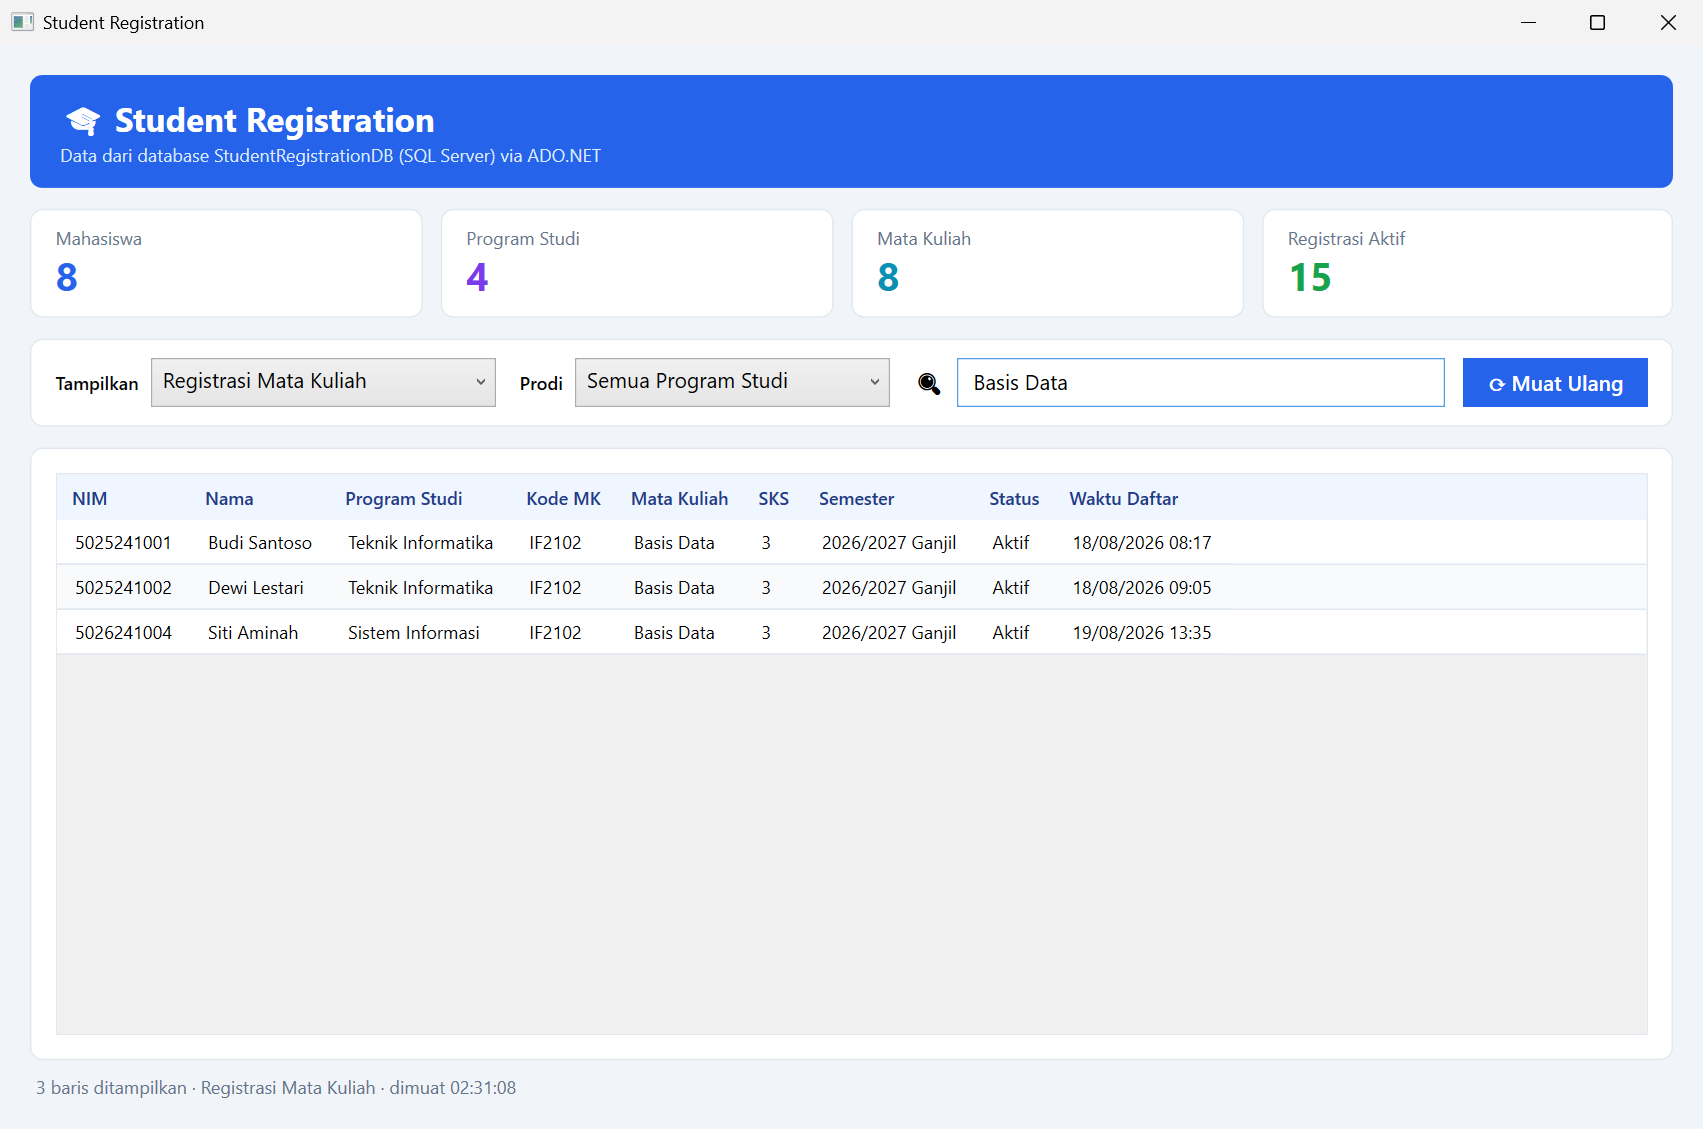 Student Registration
Student Registration
Data dari database StudentRegistrationDB (SQL Server) via ADO.NET
Mahasiswa
8
Program Studi
4
Mata Kuliah
8
Registrasi Aktif
15
Tampilkan Registrasi Mata Kuliah Prodi Semua Program Studi Basis Data Muat Ulang
NIM Nama Program Studi Kode MK Mata Kuliah SKS Semester Status Waktu Daftar
5025241001 Budi Santoso Teknik Informatika IF2102 Basis Data 3 2026/2027 Ganjil Aktif 18/08/2026 08:17
5025241002 Dewi Lestari Teknik Informatika IF2102 Basis Data 3 2026/2027 Ganjil Aktif 18/08/2026 09:05
5026241004 Siti Aminah Sistem Informasi IF2102 Basis Data 3 2026/2027 Ganjil Aktif 19/08/2026 13:35
3 baris ditampilkan · Registrasi Mata Kuliah · dimuat 02:31:08